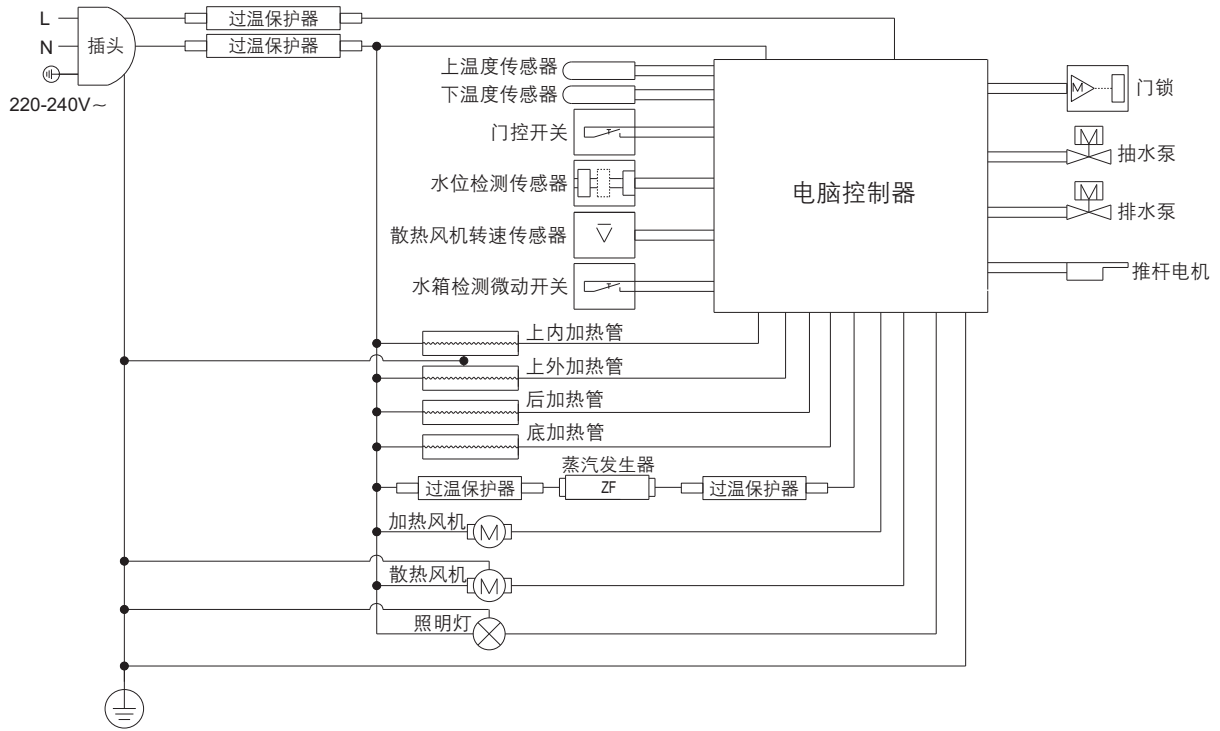 L
过温保护器
N
插头
过温保护器
220-240V~
上温度传感器
下温度传感器
门控开关
水位检测传感器
散热风机转速传感器
水箱检测微动开关
电脑控制器
M
门锁
M
抽水泵
M
排水泵
推杆电机
上内加热管
上外加热管
后加热管
底加热管
蒸汽发生器
过温保护器
ZF
过温保护器
加热风机
M
散热风机
M
照明灯